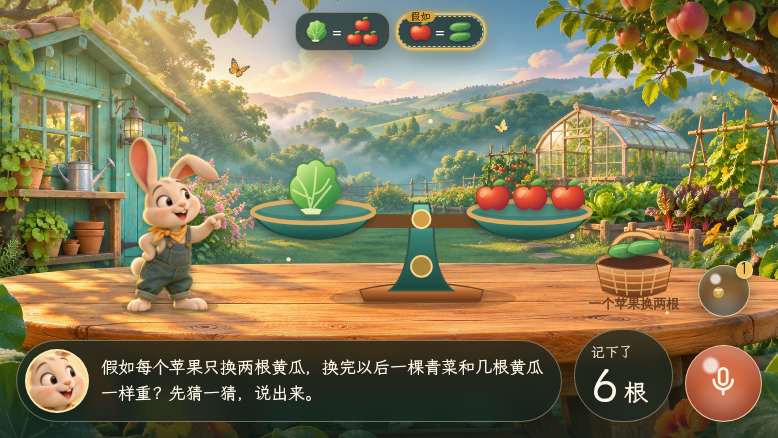 =
假如
=
一个苹果换两根
1
假如每个苹果只换两根黄瓜，换完以后一棵青菜和几根黄瓜
一样重？先猜一猜，说出来。
记下了
6 根